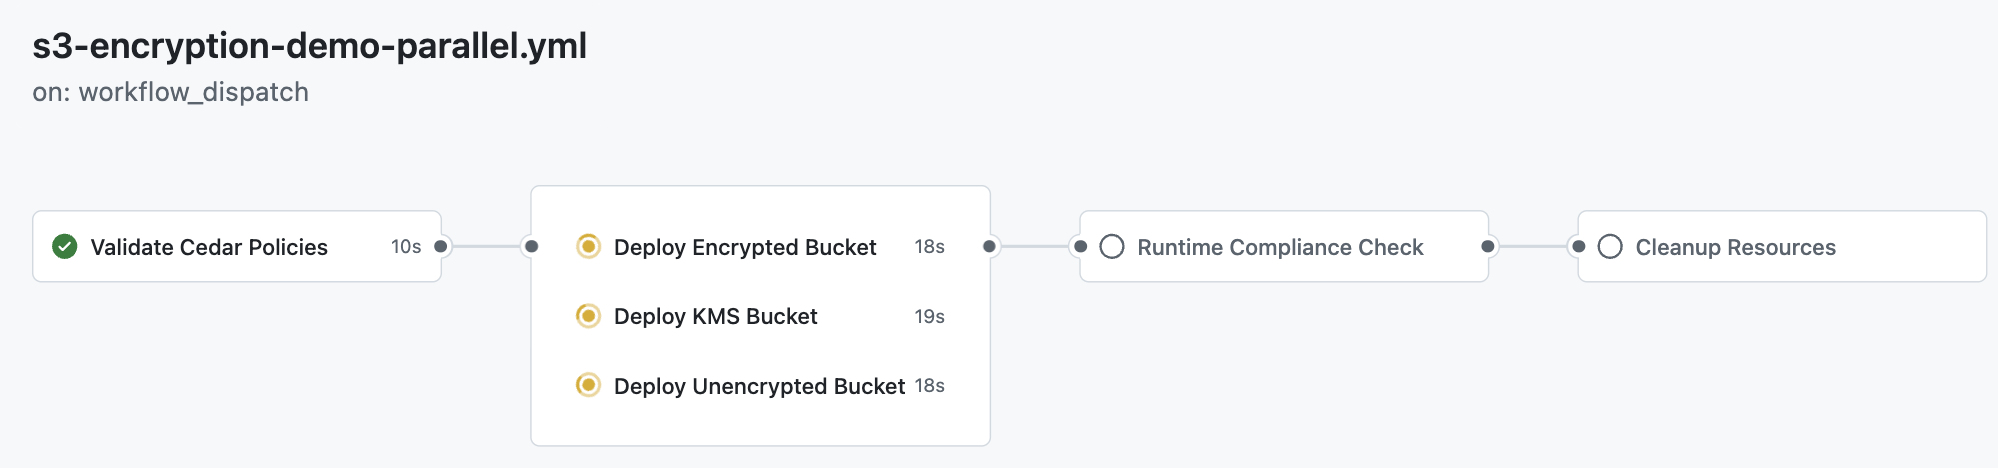 s3-encryption-demo-parallel.yml
on: workflow_dispatch
Validate Cedar Policies 10s
Deploy Encrypted Bucket 18s
Deploy KMS Bucket 19s
Deploy Unencrypted Bucket 18s
Runtime Compliance Check
Cleanup Resources